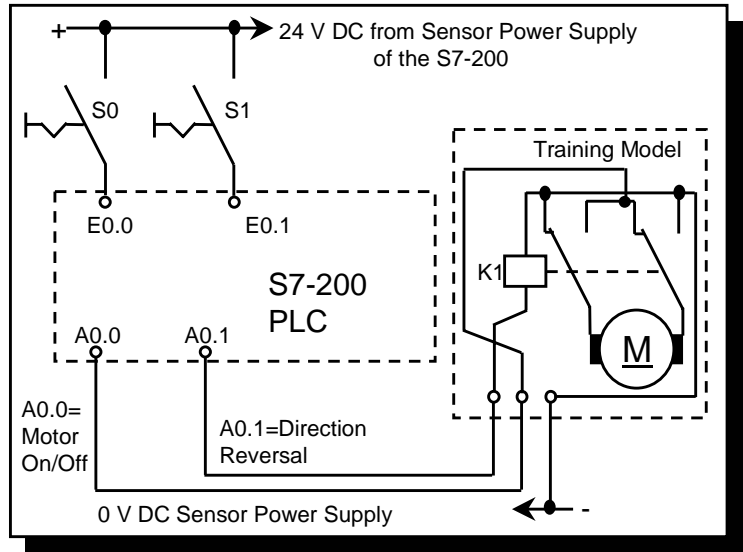 +
24 V DC from Sensor Power Supply
of the S7-200
S0
S1
Training Model
E0.0
E0.1
K1
S7-200
PLC
M
A0.0
A0.1
A0.0=
Motor
On/Off
A0.1=Direction
Reversal
0 V DC Sensor Power Supply
-